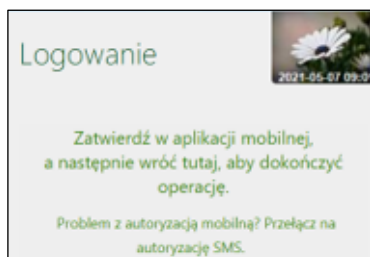 Logowanie
2021-05-07 09:0
Zatwierdź w aplikacji mobilnej,
a następnie wróć tutaj, aby dokończyć
operację.
Problem z autoryzacją mobilną? Przełącz na
autoryzację SMS.